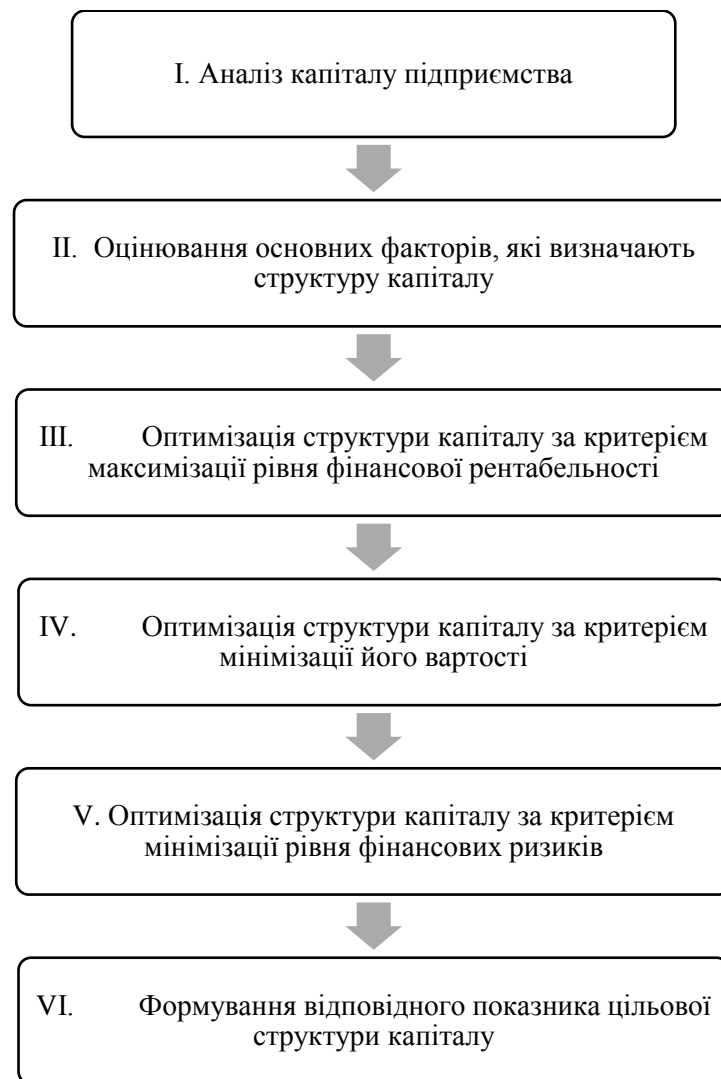 I. Аналіз капіталу підприємства
II. Оцінювання основних факторів, які визначають
структуру капіталу
III. Оптимізація структури капіталу за критерієм
максимізації рівня фінансової рентабельності
IV. Оптимізація структури капіталу за критерієм
мінімізації його вартості
V. Оптимізація структури капіталу за критерієм
мінімізації рівня фінансових ризиків
VI. Формування відповідного показника цільової
структури капіталу